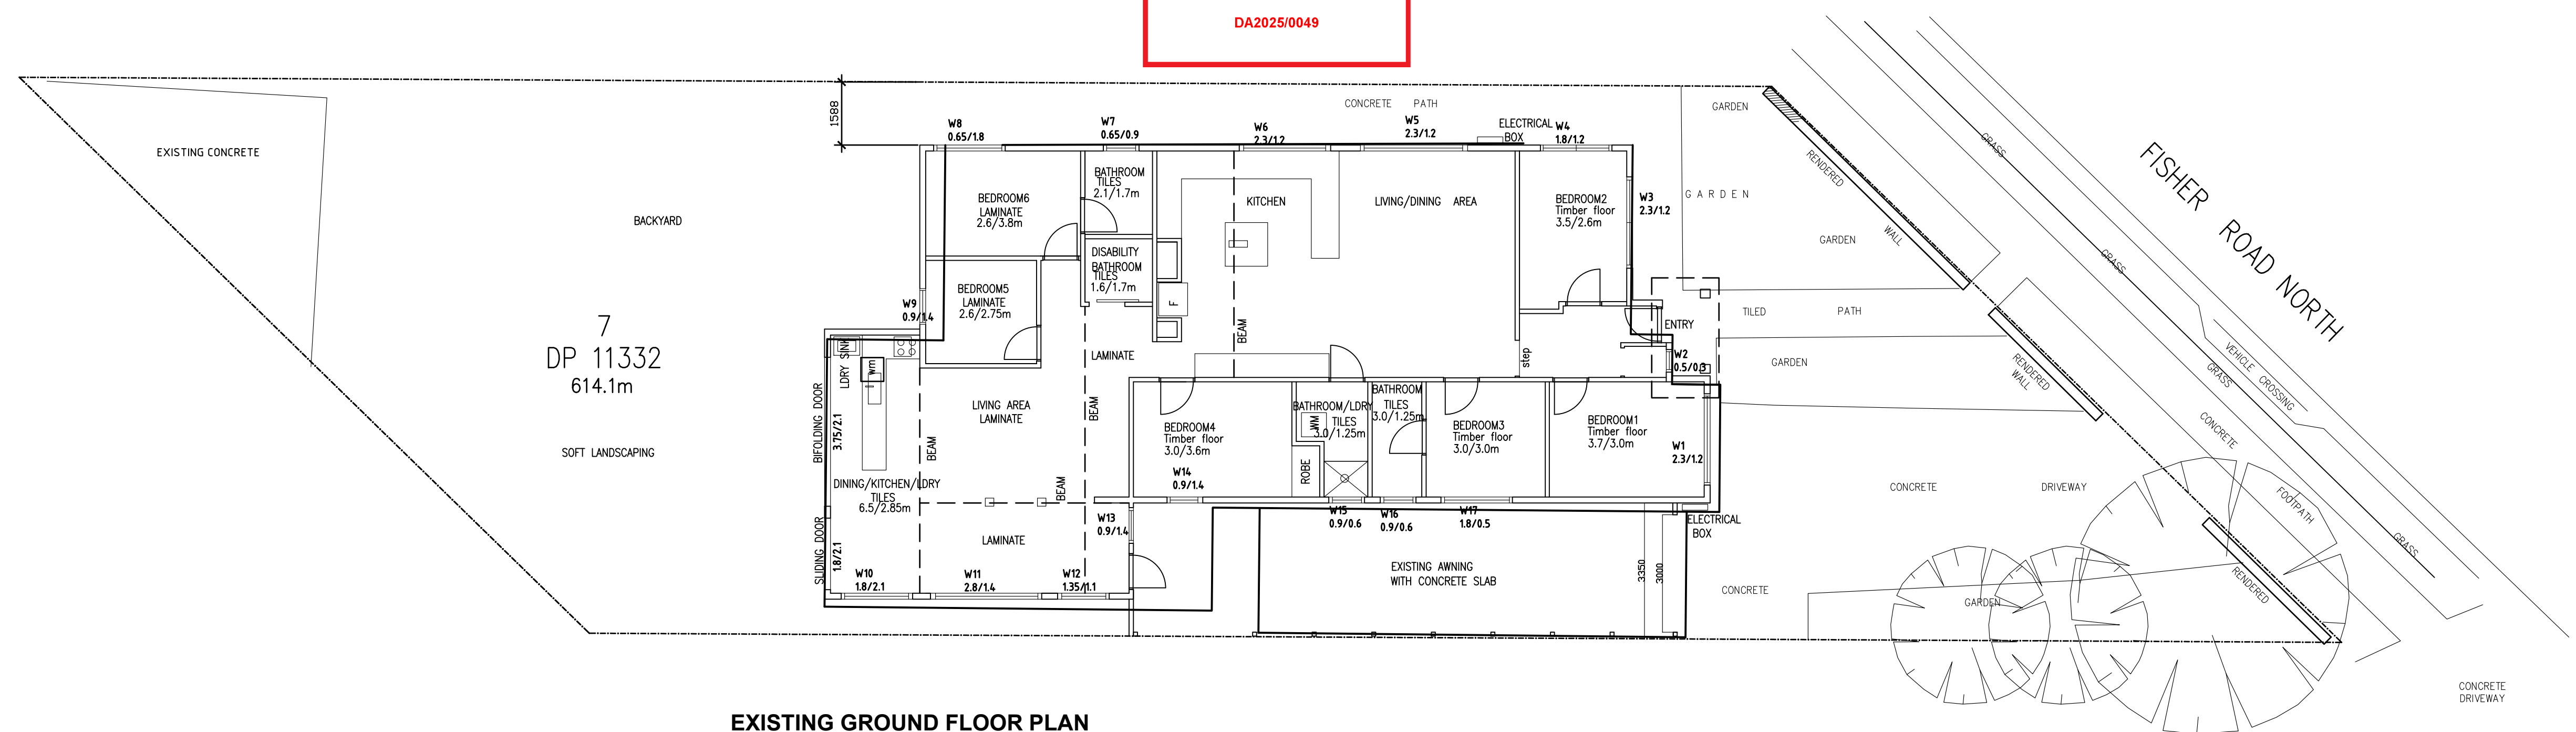 DA2025/0049
1588
CONCRETE PATH
GARDEN
EXISTING CONCRETE
BACKYARD
W8
0.65/1.8
W7
0.65/0.9
W6
2.3/1.2
W5
2.3/1.2
ELECTRICAL
BOX
W4
1.8/1.2
BEDROOM6
LAMINATE
2.6/3.8m
BATHROOM
TILES
2.1/1.7m
KITCHEN
LIVING/DINING AREA
BEDROOM2
Timber floor
3.5/2.6m
W3
2.3/1.2
GARDEN
GARDEN
DISABILITY
BATHROOM
TILES
1.6/1.7m
F
BEDROOM5
LAMINATE
2.6/2.75m
W9
0.9/1.4
BEAM
LAMINATE
step
ENTRY
W2
0.5/0.3
TILED PATH
GARDEN
7
DP 11332
614.1m
SOFT LANDSCAPING
LDRY SINK
wm
BIFOLDING DOOR
3.75/2.1
SLIDING DOOR
1.8/2.1
LIVING AREA
LAMINATE
BEAM
BEAM
BEAM
DINING/KITCHEN/LDRY
TILES
6.5/2.85m
LAMINATE
BEDROOM4
Timber floor
3.0/3.6m
W14
0.9/1.4
BATHROOM/LDRY
TILES
3.0/1.25m
WM
ROBE
BATHROOM
TILES
3.0/1.25m
BEDROOM3
Timber floor
3.0/3.0m
BEDROOM1
Timber floor
3.7/3.0m
W1
2.3/1.2
W13
0.9/1.4
W15
0.9/0.6
W16
0.9/0.6
W17
1.8/0.5
ELECTRICAL
BOX
W10
1.8/2.1
W11
2.8/1.4
W12
1.35/1.1
EXISTING AWNING
WITH CONCRETE SLAB
3350
3000
CONCRETE DRIVEWAY
CONCRETE
GARDEN
RENDERED
WALL
RENDERED
WALL
RENDERED
GRASS
GRASS
GRASS
GRASS
VEHICLE CROSSING
CONCRETE
FOOTPATH
FISHER ROAD NORTH
CONCRETE
DRIVEWAY
EXISTING GROUND FLOOR PLAN